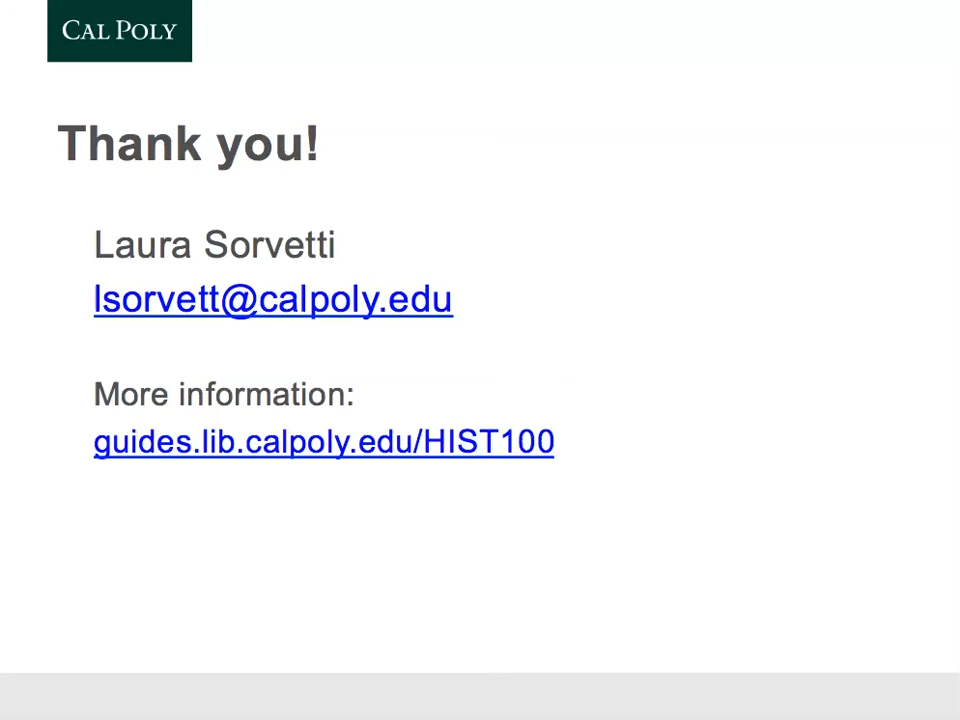 CAL POLY
Thank you!
Laura Sorvetti
lsorvett@calpoly.edu
More information:
guides.lib.calpoly.edu/HIST100